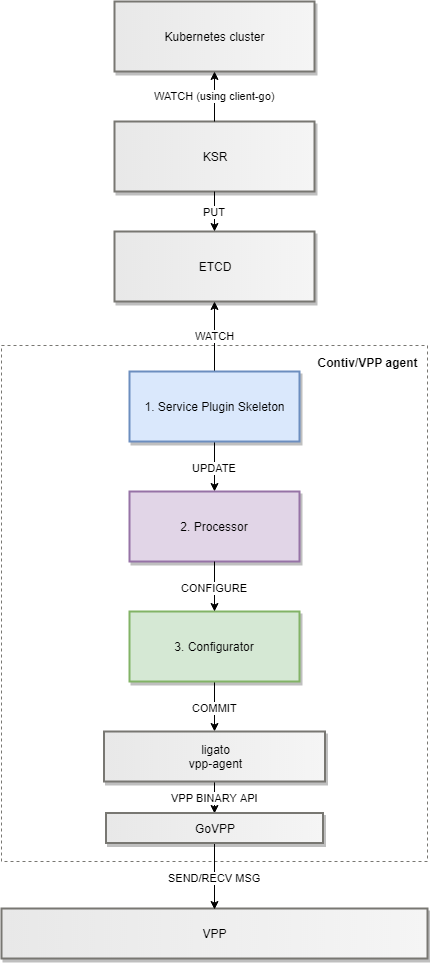 Kubernetes cluster
WATCH (using client-go)
KSR
PUT
ETCD
WATCH
Contiv/VPP agent
1. Service Plugin Skeleton
UPDATE
2. Processor
CONFIGURE
3. Configurator
COMMIT
ligato
vpp-agent
VPP BINARY API
GoVPP
SEND/RECV MSG
VPP